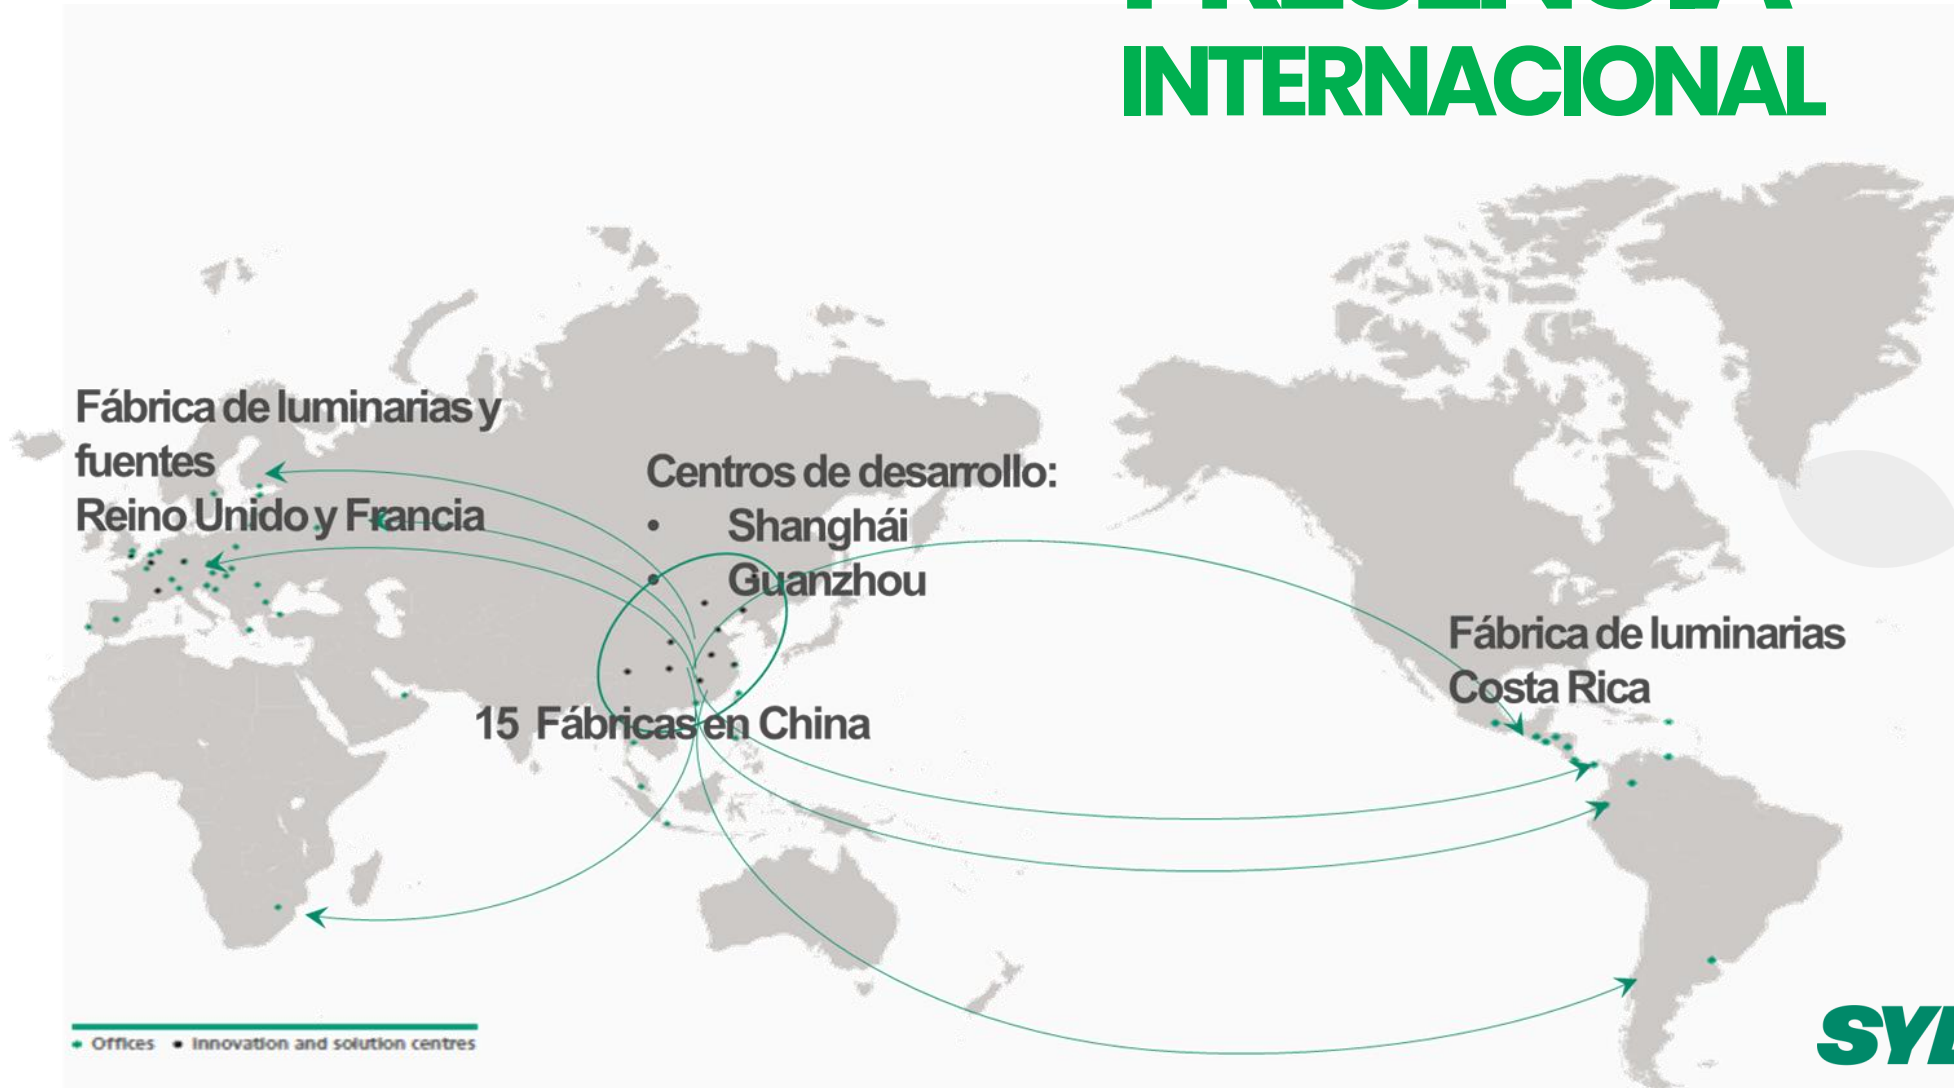 PRESENCIA
INTERNACIONAL
Fábrica de luminarias y
fuentes
Reino Unido y Francia
Centros de desarrollo:
• Shanghái
• Guanzhou
15 Fábricas en China
Fábrica de luminarias
Costa Rica
Offices • Innovation and solution centres